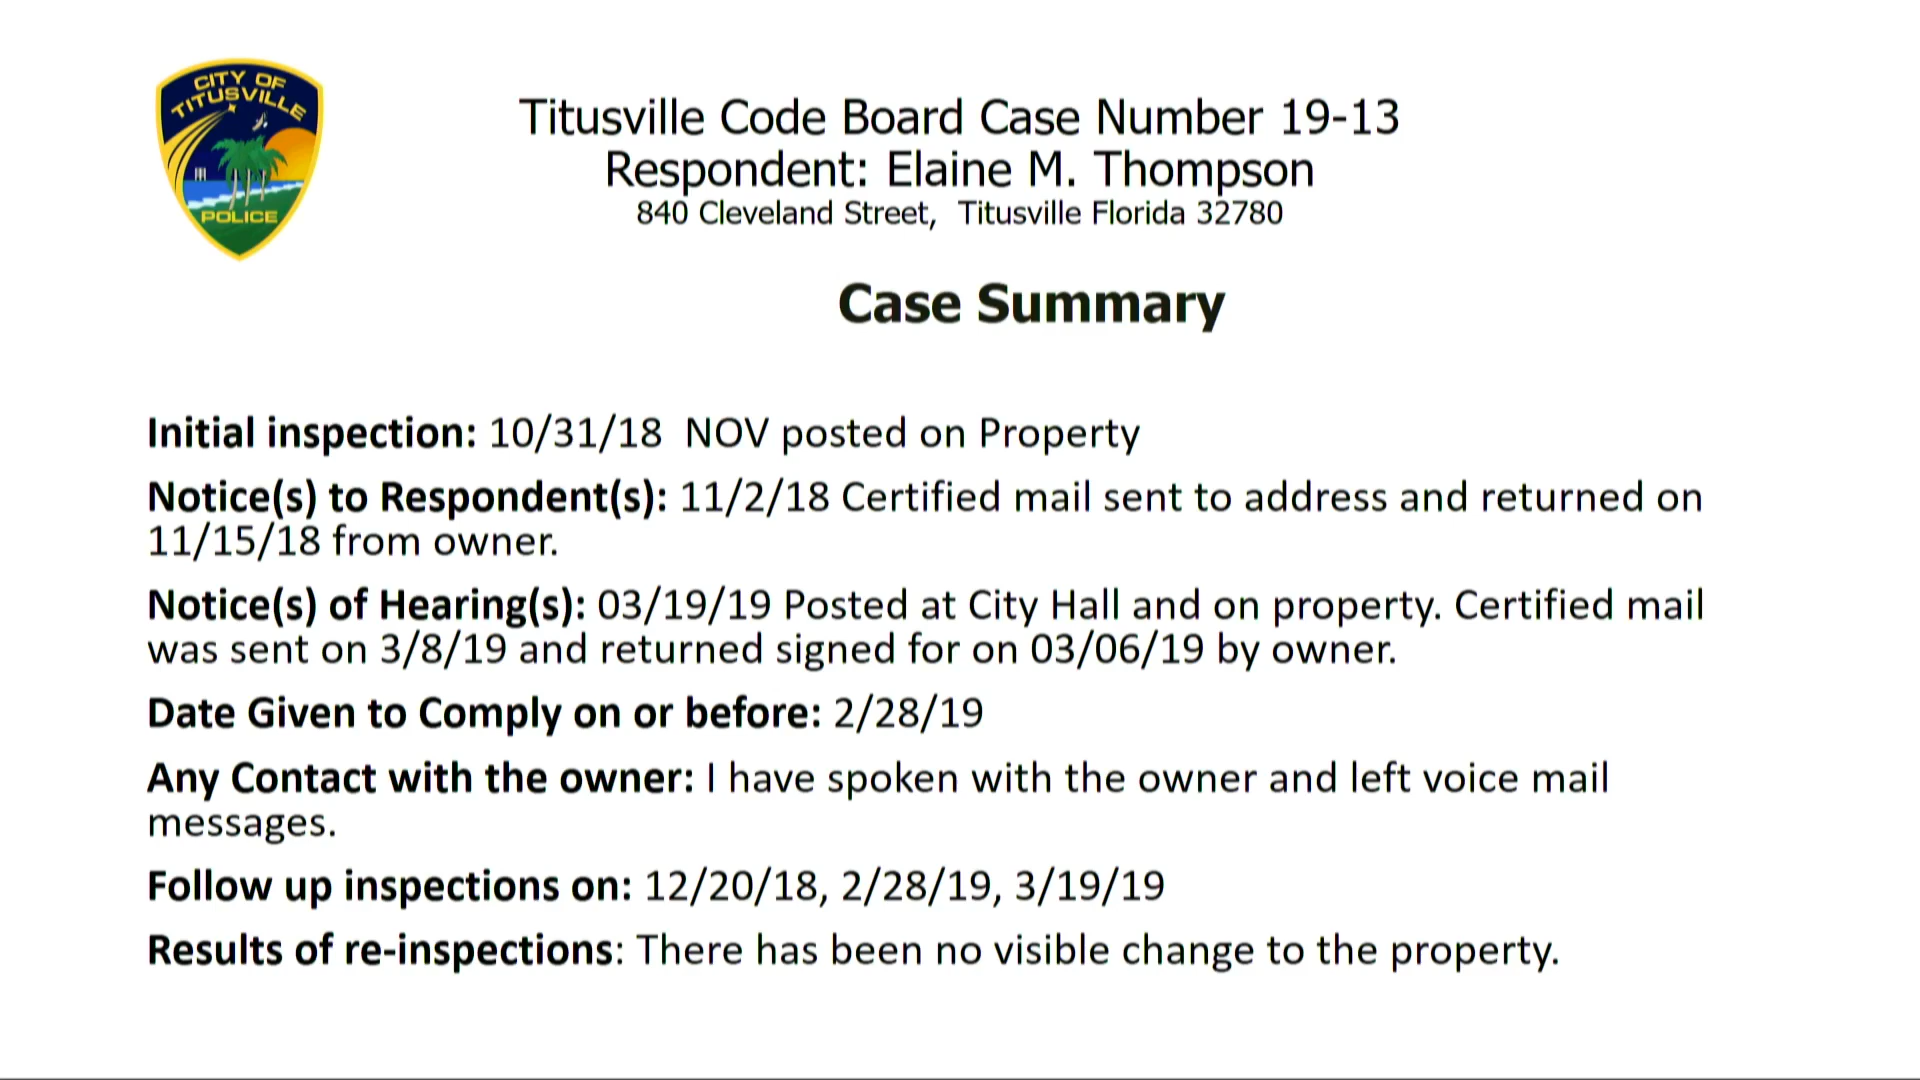 CITY OF
TITUSVILLE
POLICE
Titusville Code Board Case Number 19-13
Respondent: Elaine M. Thompson
840 Cleveland Street, Titusville Florida 32780
Case Summary
Initial inspection: 10/31/18 NOV posted on Property
Notice(s) to Respondent(s): 11/2/18 Certified mail sent to address and returned on
11/15/18 from owner.
Notice(s) of Hearing(s): 03/19/19 Posted at City Hall and on property. Certified mail
was sent on 3/8/19 and returned signed for on 03/06/19 by owner.
Date Given to Comply on or before: 2/28/19
Any Contact with the owner: I have spoken with the owner and left voice mail
messages.
Follow up inspections on: 12/20/18, 2/28/19, 3/19/19
Results of re-inspections: There has been no visible change to the property.